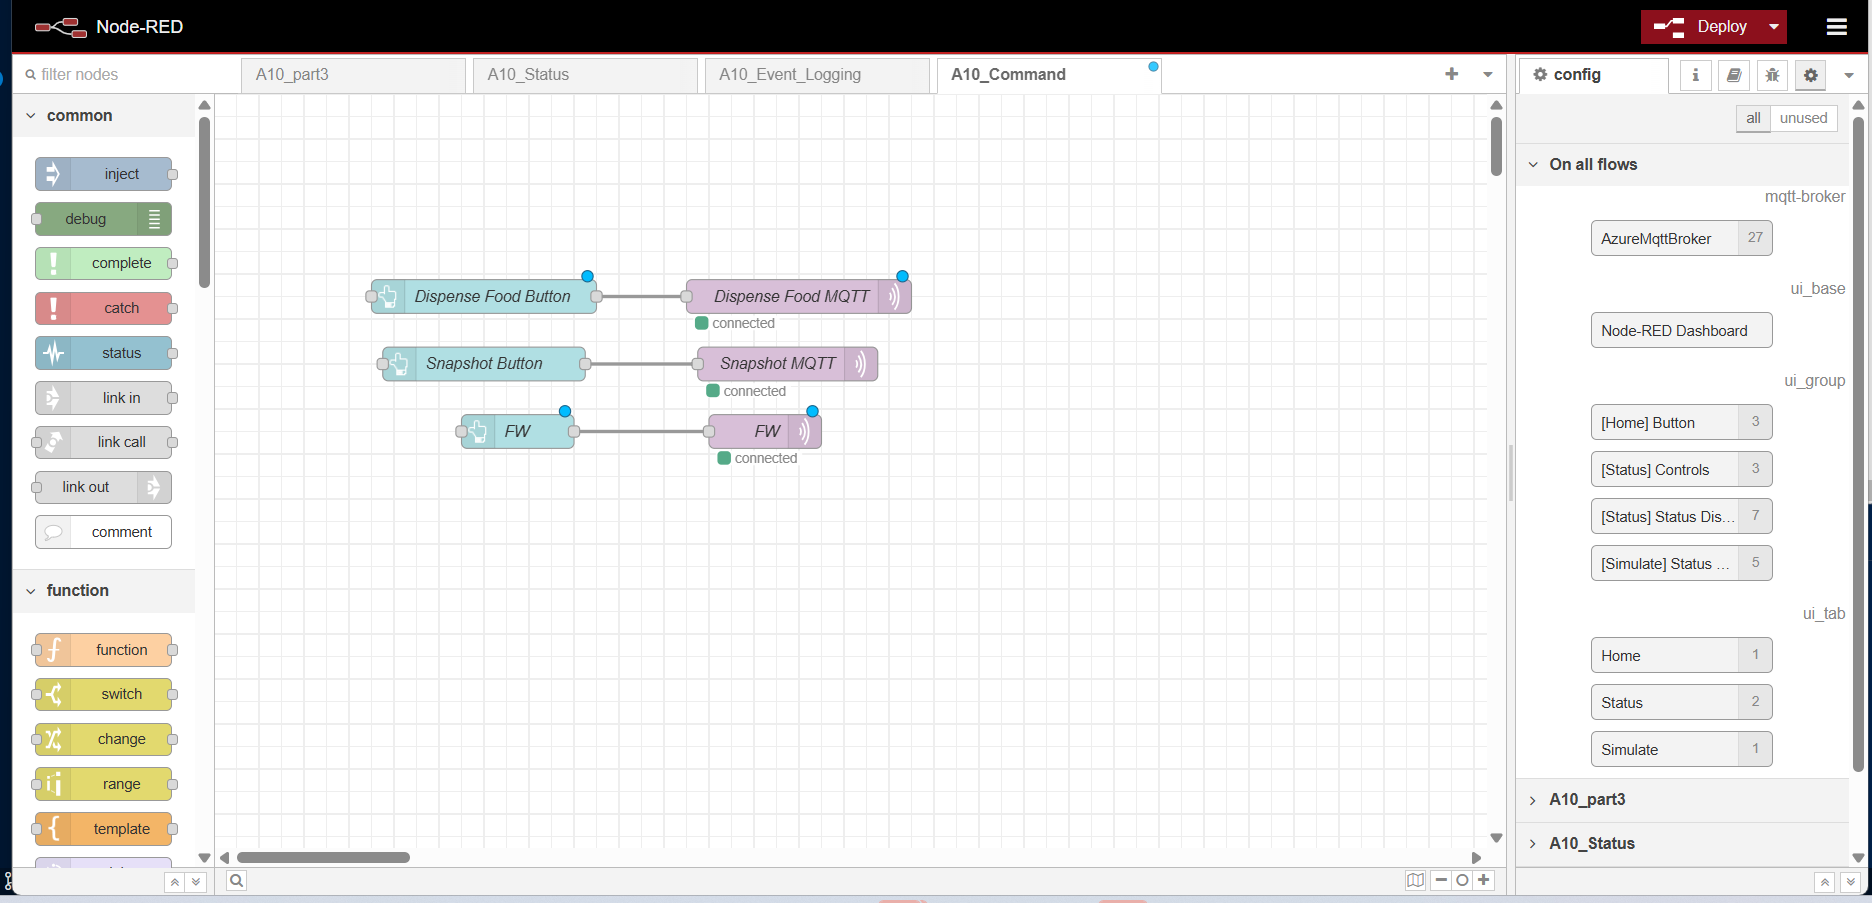 Node-RED
Deploy
filter nodes
A10_part3
A10_Status
A10_Event_Logging
A10_Command
config
common
inject
debug
complete
catch
status
link in
link call
link out
comment
function
function
switch
change
range
template
Dispense Food Button
Dispense Food MQTT
connected
Snapshot Button
Snapshot MQTT
connected
FW
FW
connected
all
unused
On all flows
mqtt-broker
AzureMqttBroker 27
ui_base
Node-RED Dashboard
ui_group
[Home] Button 3
[Status] Controls 3
[Status] Status Dis... 7
[Simulate] Status ... 5
ui_tab
Home 1
Status 2
Simulate 1
A10_part3
A10_Status